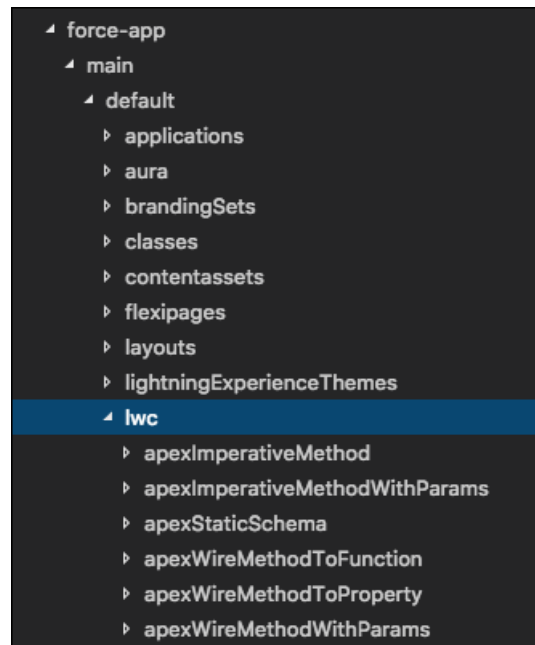 force-app
main
default
applications
aura
brandingSets
classes
contentassets
flexipages
layouts
lightningExperienceThemes
lwc
apexImperativeMethod
apexImperativeMethodWithParams
apexStaticSchema
apexWireMethodToFunction
apexWireMethodToProperty
apexWireMethodWithParams